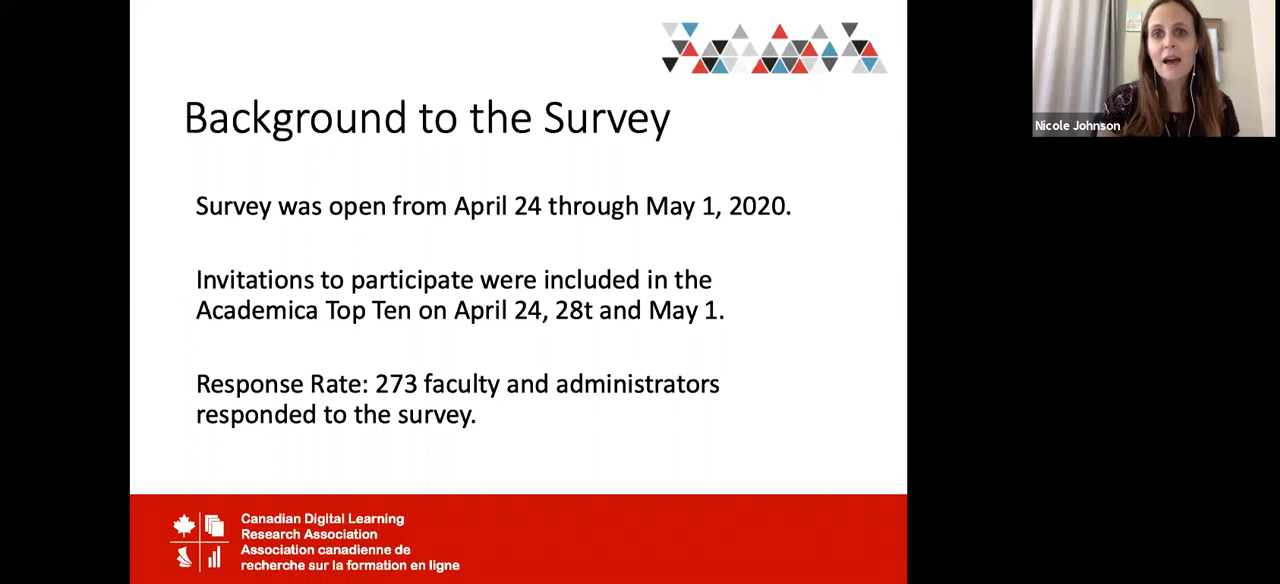 Background to the Survey
Survey was open from April 24 through May 1, 2020.
Invitations to participate were included in the
Academica Top Ten on April 24, 28t and May 1.
Response Rate: 273 faculty and administrators
responded to the survey.
Canadian Digital Learning
Research Association
Association canadienne de
recherche sur la formation en ligne
Nicole Johnson